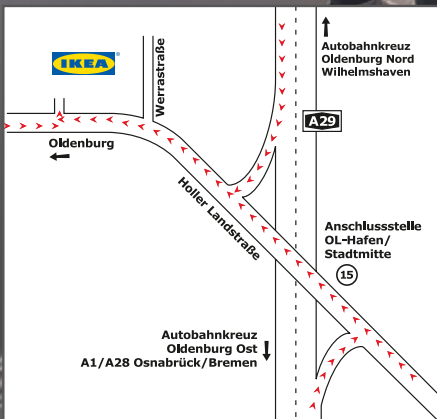 IKEA
Werrastraße
Autobahnkreuz
Oldenburg Nord
Wilhelmshaven
A29
Oldenburg
Holler Landstraße
Anschlussstelle
OL-Hafen/
Stadtmitte
15
Autobahnkreuz
Oldenburg Ost
A1/A28 Osnabrück/Bremen